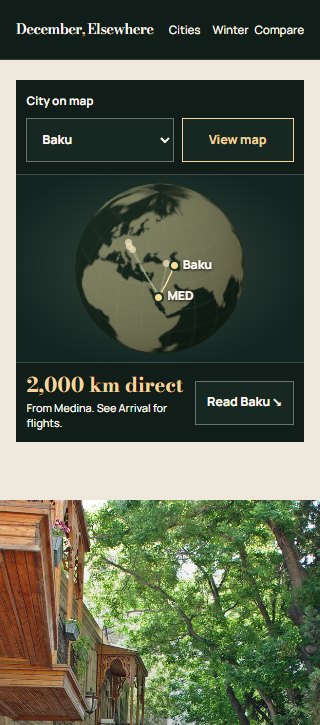 December, Elsewhere
Cities
Winter
Compare
City on map
Baku
View map
Baku
MED
2,000 km direct
From Medina. See Arrival for
flights.
Read Baku ↘